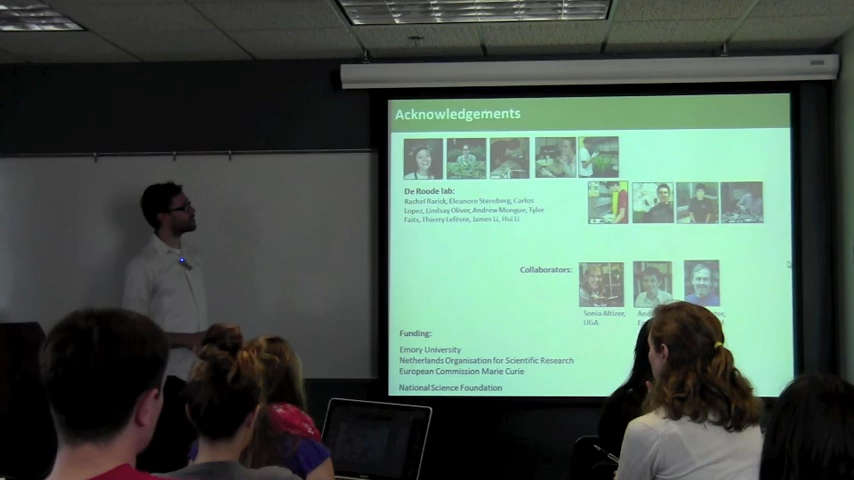 Acknowledgements
De Roode lab:
Rachel Rarick, Eleanore Sternberg, Carlos
Lopez, Lindsay Oliver, Andrew Mongue, Tyler
Faits, Thierry Lefèvre, James Li, Hui Li
Collaborators:
Sonia Altizer,
UGA
Funding:
Emory University
Netherlands Organisation for Scientific Research
European Commission Marie Curie
National Science Foundation